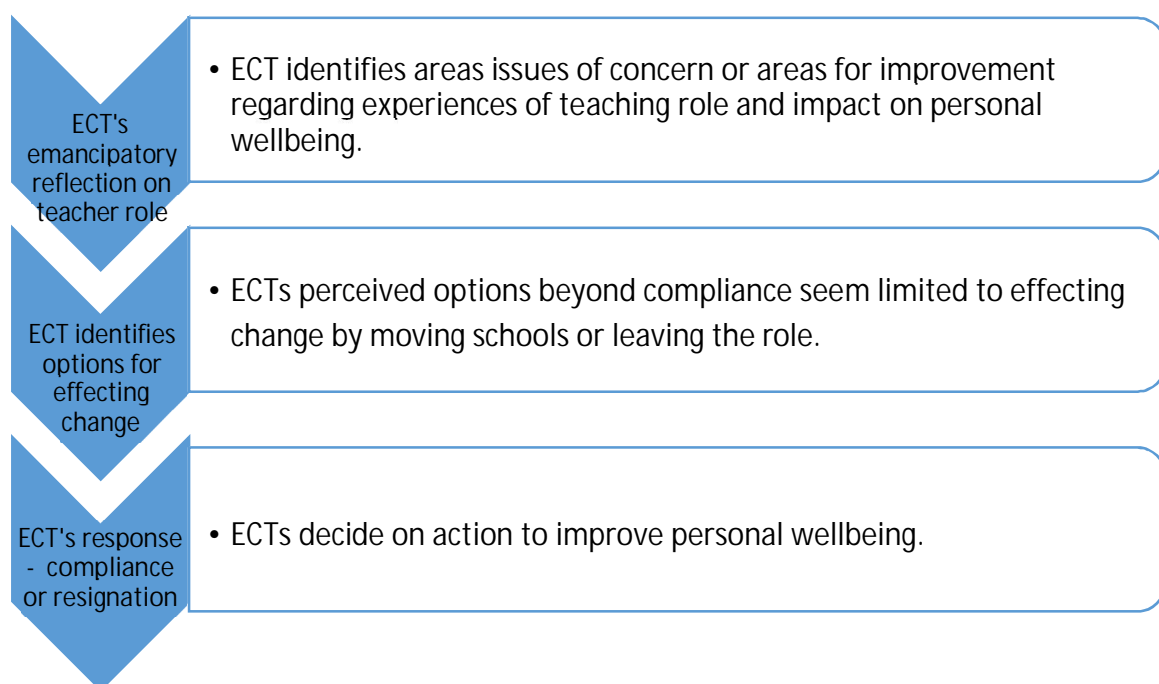 ECT's
emancipatory
reflection on
teacher role
• ECT identifies areas issues of concern or areas for improvement
regarding experiences of teaching role and impact on personal
wellbeing.
ECT identifies
options for
effecting
change
• ECTs perceived options beyond compliance seem limited to effecting
change by moving schools or leaving the role.
ECT's response
- compliance
or resignation
• ECTs decide on action to improve personal wellbeing.